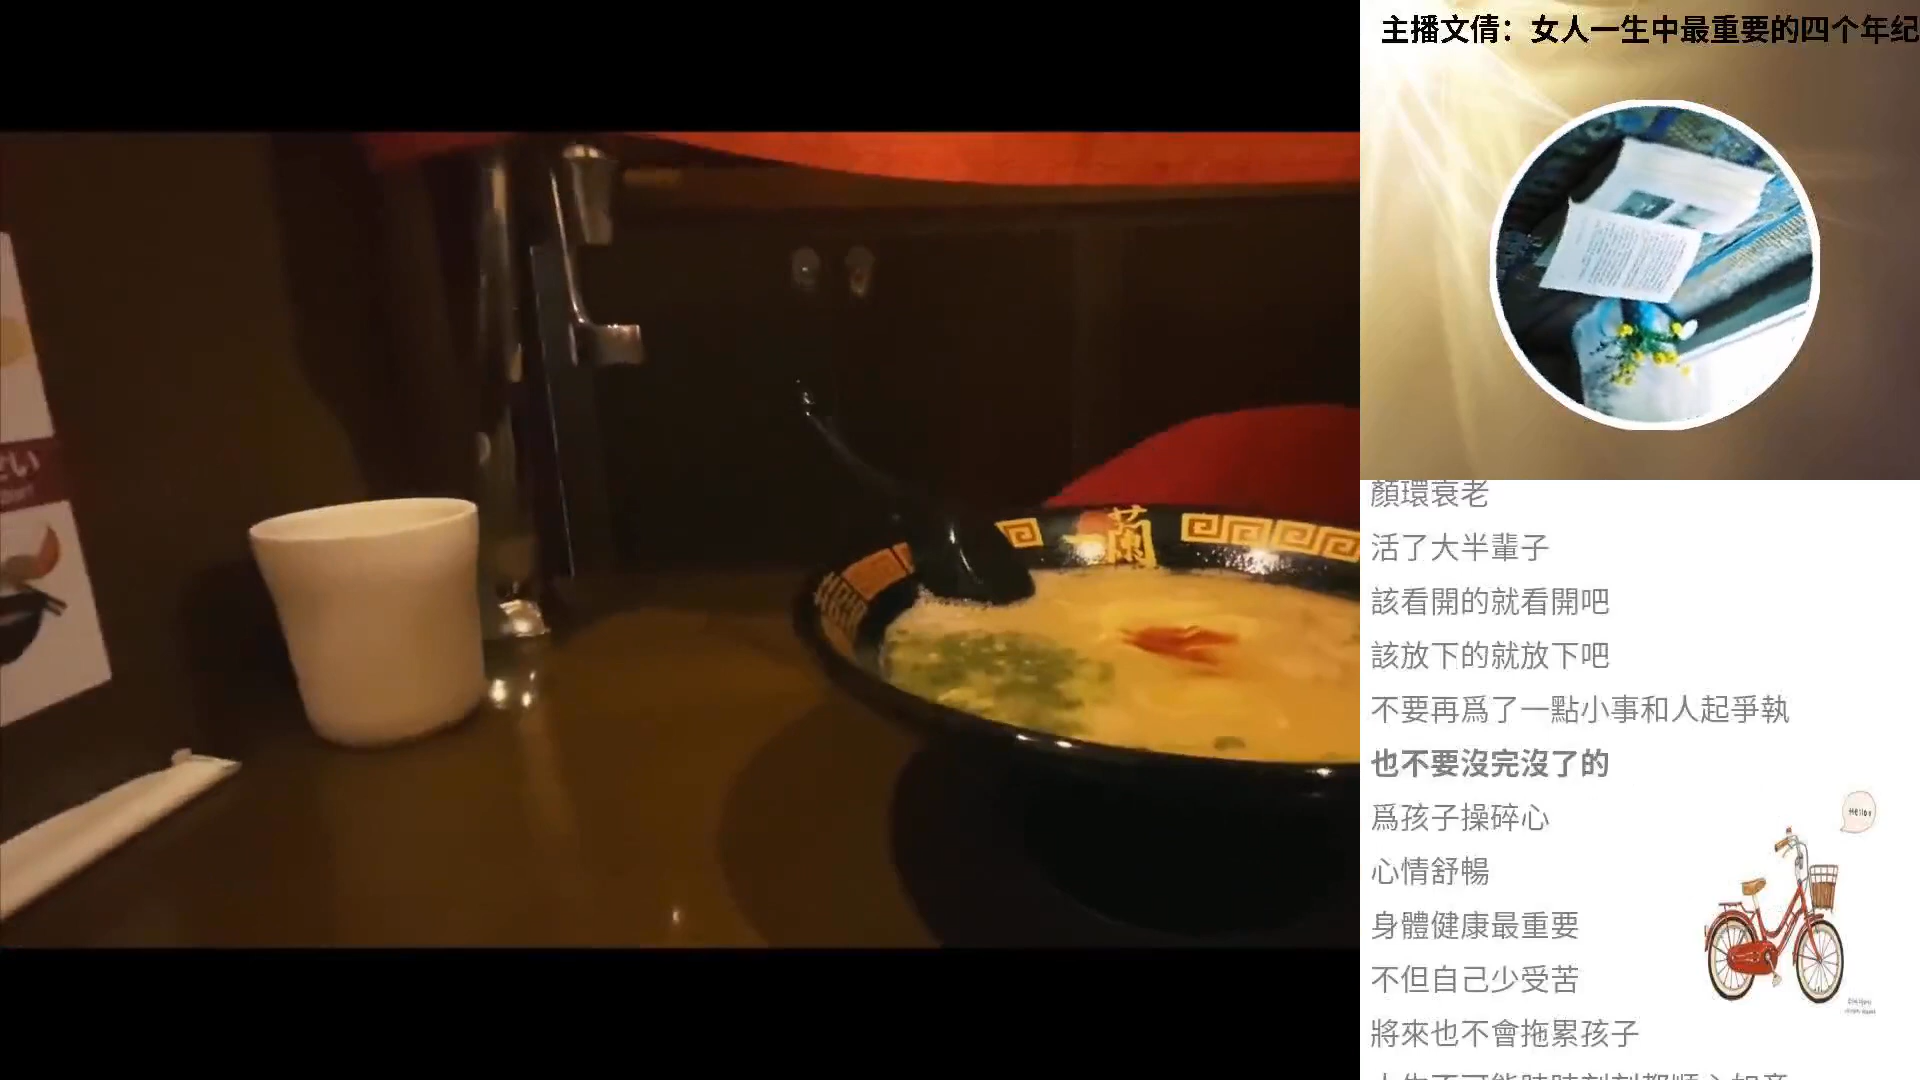 主播文倩：女人一生中最重要的四个年纪
蘭
顏環衰老
活了大半輩子
該看開的就看開吧
該放下的就放下吧
不要再爲了一點小事和人起爭執
也不要沒完沒了的
爲孩子操碎心
Hello!
心情舒暢
身體健康最重要
不但自己少受苦
將來也不會拖累孩子